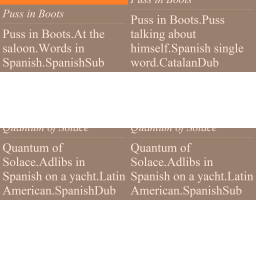 Puss in Boots
Puss in Boots.At the
saloon.Words in
Spanish.SpanishSub
Puss in Boots
Puss in Boots.Puss
talking about
himself.Spanish single
word.CatalanDub
Quantum of Solace
Quantum of
Solace.Adlibs in
Spanish on a yacht.Latin
American.SpanishDub
Quantum of Solace
Quantum of
Solace.Adlibs in
Spanish on a yacht.Latin
American.SpanishSub